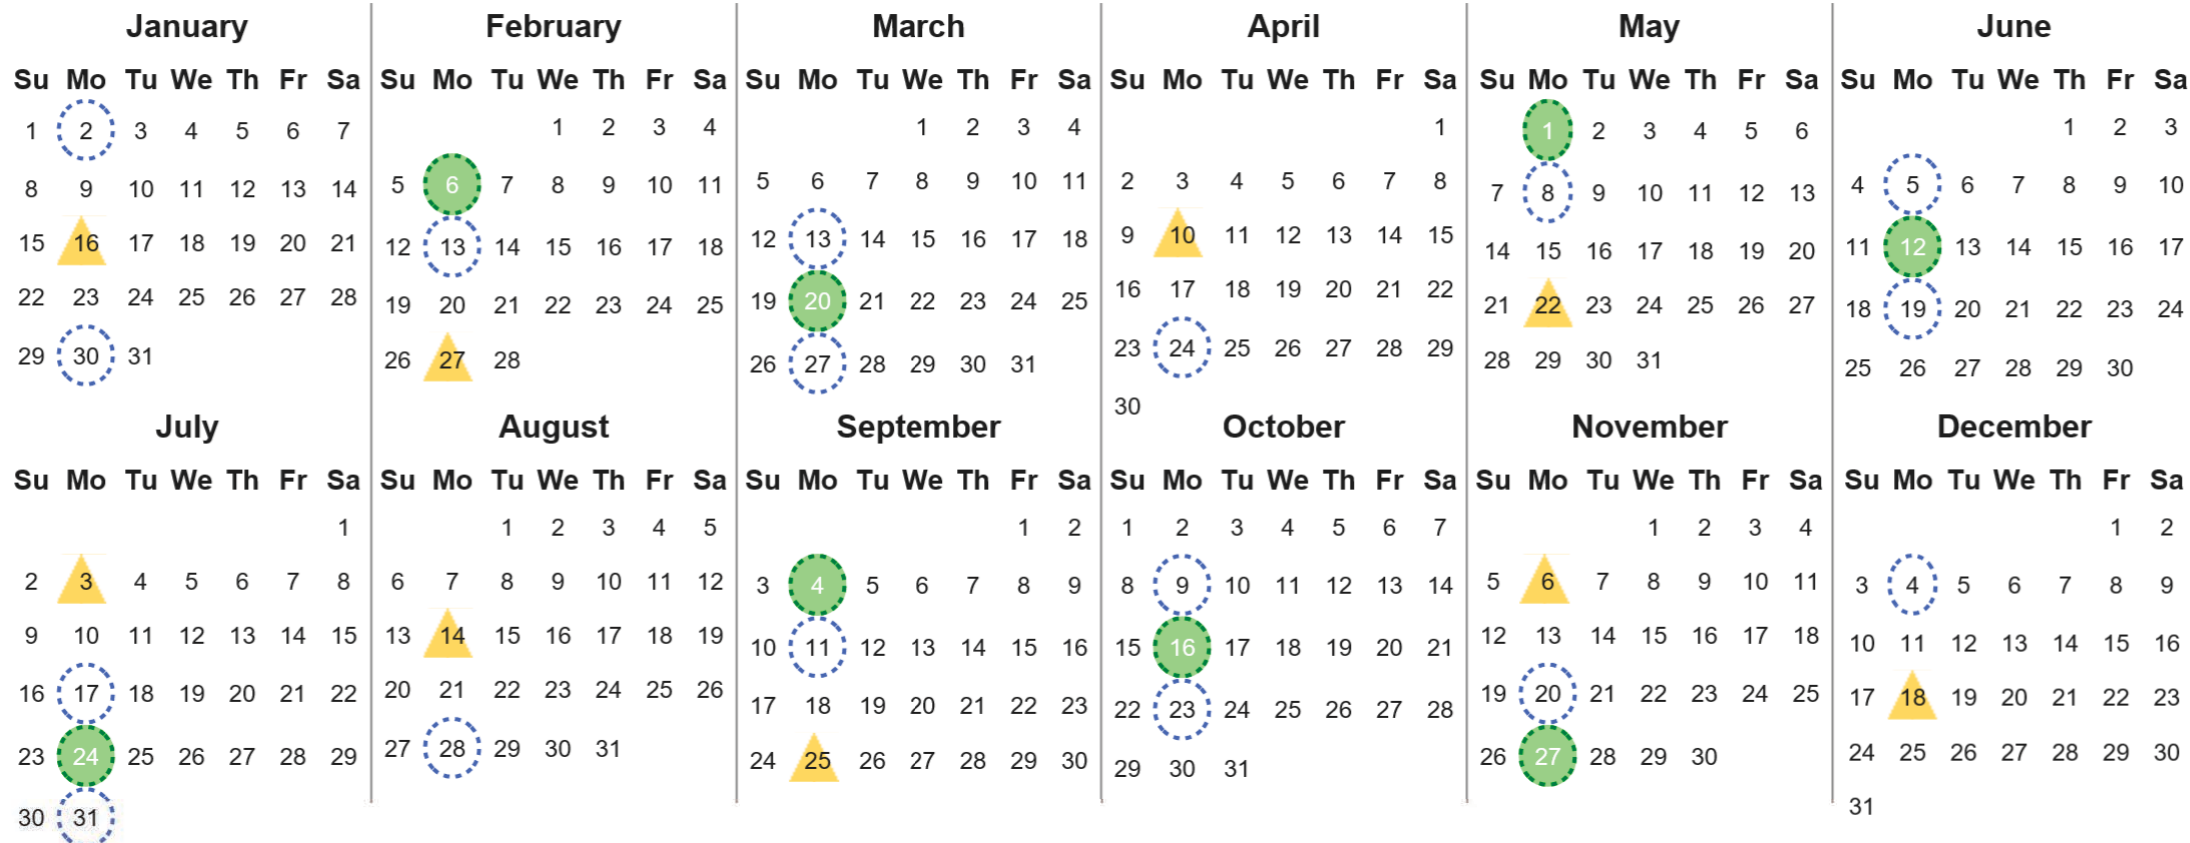 January
Su Mo Tu We Th Fr Sa
1 2 3 4 5 6 7
8 9 10 11 12 13 14
15 16 17 18 19 20 21
22 23 24 25 26 27 28
29 30 31
February
Su Mo Tu We Th Fr Sa
1 2 3 4
5 6 7 8 9 10 11
12 13 14 15 16 17 18
19 20 21 22 23 24 25
26 27 28
March
Su Mo Tu We Th Fr Sa
1 2 3 4
5 6 7 8 9 10 11
12 13 14 15 16 17 18
19 20 21 22 23 24 25
26 27 28 29 30 31
April
Su Mo Tu We Th Fr Sa
1
2 3 4 5 6 7 8
9 10 11 12 13 14 15
16 17 18 19 20 21 22
23 24 25 26 27 28 29
30
May
Su Mo Tu We Th Fr Sa
1 2 3 4 5 6
7 8 9 10 11 12 13
14 15 16 17 18 19 20
21 22 23 24 25 26 27
28 29 30 31
June
Su Mo Tu We Th Fr Sa
1 2 3
4 5 6 7 8 9 10
11 12 13 14 15 16 17
18 19 20 21 22 23 24
25 26 27 28 29 30
July
Su Mo Tu We Th Fr Sa
1
2 3 4 5 6 7 8
9 10 11 12 13 14 15
16 17 18 19 20 21 22
23 24 25 26 27 28 29
30 31
August
Su Mo Tu We Th Fr Sa
1 2 3 4 5
6 7 8 9 10 11 12
13 14 15 16 17 18 19
20 21 22 23 24 25 26
27 28 29 30 31
September
Su Mo Tu We Th Fr Sa
1 2
3 4 5 6 7 8 9
10 11 12 13 14 15 16
17 18 19 20 21 22 23
24 25 26 27 28 29 30
October
Su Mo Tu We Th Fr Sa
1 2 3 4 5 6 7
8 9 10 11 12 13 14
15 16 17 18 19 20 21
22 23 24 25 26 27 28
29 30 31
November
Su Mo Tu We Th Fr Sa
1 2 3 4
5 6 7 8 9 10 11
12 13 14 15 16 17 18
19 20 21 22 23 24 25
26 27 28 29 30
December
Su Mo Tu We Th Fr Sa
1 2
3 4 5 6 7 8 9
10 11 12 13 14 15 16
17 18 19 20 21 22 23
24 25 26 27 28 29 30
31